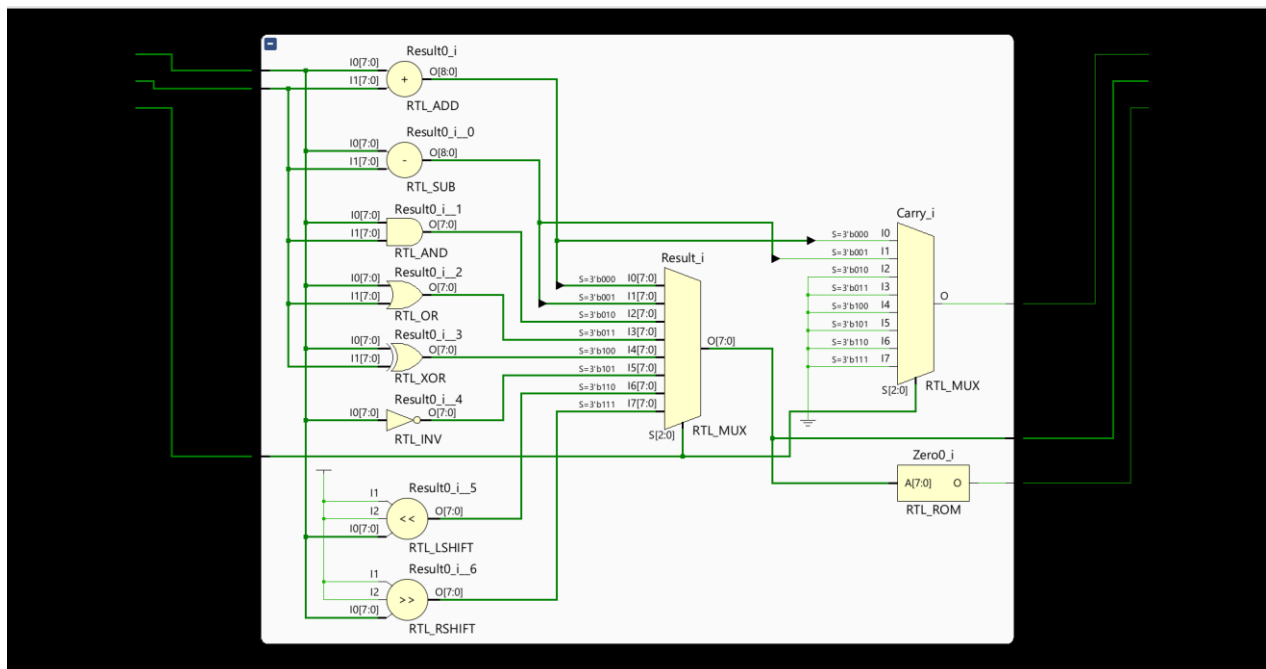 Result0_i
I0[7:0]
I1[7:0]
+
O[8:0]
RTL_ADD
Result0_i__0
I0[7:0]
I1[7:0]
-
O[8:0]
RTL_SUB
Result0_i__1
I0[7:0]
I1[7:0]
O[7:0]
RTL_AND
Result0_i__2
I0[7:0]
I1[7:0]
O[7:0]
RTL_OR
Result0_i__3
I0[7:0]
I1[7:0]
O[7:0]
RTL_XOR
Result0_i__4
I0[7:0]
O[7:0]
RTL_INV
Result0_i__5
I1
I2
I0[7:0]
<<
O[7:0]
RTL_LSHIFT
Result0_i__6
I1
I2
I0[7:0]
>>
O[7:0]
RTL_RSHIFT
Result_i
S=3'b000 I0[7:0]
S=3'b001 I1[7:0]
S=3'b010 I2[7:0]
S=3'b011 I3[7:0]
S=3'b100 I4[7:0]
S=3'b101 I5[7:0]
S=3'b110 I6[7:0]
S=3'b111 I7[7:0]
O[7:0]
S[2:0]
RTL_MUX
Carry_i
S=3'b000 I0
S=3'b001 I1
S=3'b010 I2
S=3'b011 I3
S=3'b100 I4
S=3'b101 I5
S=3'b110 I6
S=3'b111 I7
O
S[2:0]
RTL_MUX
Zero0_i
A[7:0] O
RTL_ROM